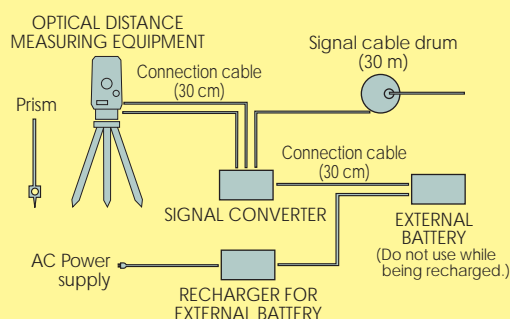 OPTICAL DISTANCE
MEASURING EQUIPMENT
Signal cable drum
(30 m)
Connection cable
(30 cm)
Prism
Connection cable
(30 cm)
SIGNAL CONVERTER
EXTERNAL
BATTERY
(Do not use while
being recharged.)
AC Power
supply
RECHARGER FOR
EXTERNAL BATTERY